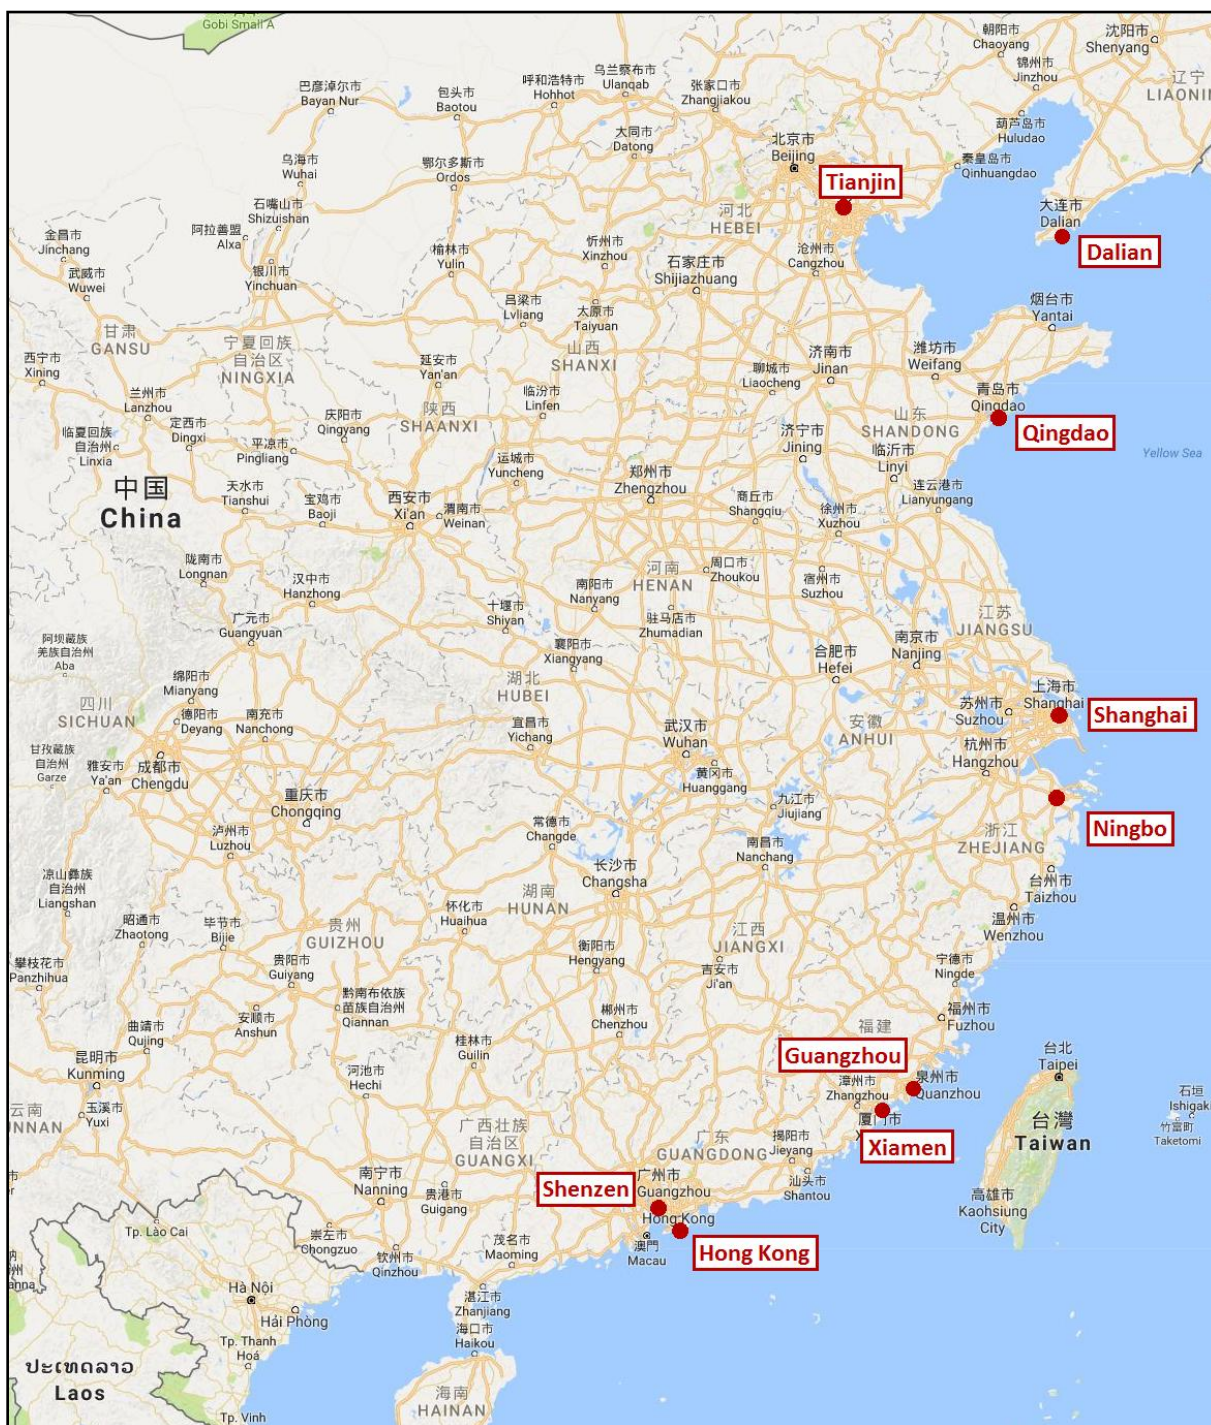 Gobi Small A
朝阳市
Chaoyang
沈阳市
Shenyang
巴彦淖尔市
Bayan Nur
包头市
Baotou
呼和浩特市
Hohhot
乌兰察布市
Ulanqab
张家口市
Zhangjiakou
锦州市
Jinzhou
辽宁
LIAONIN
葫芦岛市
Huludao
大同市
Datong
北京市
Beijing
乌海市
Wuhai
鄂尔多斯市
Ordos
秦皇岛市
Qinhuangdao
Tianjin
石嘴山市
Shizuishan
河北
HEBEI
大连市
Dalian
Dalian
金昌市
Jinchang
阿拉善盟
Alxa
榆林市
Yulin
忻州市
Xinzhou
石家庄市
Shijiazhuang
沧州市
Cangzhou
武威市
Wuwei
银川市
Yinchuan
吕梁市
Lvliang
太原市
Taiyuan
烟台市
Yantai
甘肃
GANSU
宁夏回族
自治区
NINGXIA
山西
SHANXI
西宁市
Xining
延安市
Yan'an
聊城市
Liaocheng
济南市
Jinan
潍坊市
Weifang
兰州市
Lanzhou
临汾市
Linfen
青岛市
Qingdao
Qingdao
定西市
Dingxi
庆阳市
Qingyang
陕西
SHAANXI
山东
SHANDONG
临夏回族
自治州
Linxia
平凉市
Pingliang
济宁市
Jining
临沂市
Linyi
Yellow Sea
运城市
Yuncheng
郑州市
Zhengzhou
中国
China
天水市
Tianshui
宝鸡市
Baoji
西安市
Xi'an
渭南市
Weinan
商丘市
Shangqiu
徐州市
Xuzhou
连云港市
Lianyungang
陇南市
Longnan
汉中市
Hanzhong
南阳市
Nanyang
河南
HENAN
周口市
Zhoukou
宿州市
Suzhou
广元市
Guangyuan
十堰市
Shiyan
驻马店市
Zhumadian
江苏
JIANGSU
阿坝藏族
羌族自治州
Aba
襄阳市
Xiangyang
合肥市
Hefei
南京市
Nanjing
绵阳市
Mianyang
湖北
HUBEI
四川
SICHUAN
德阳市
Deyang
南充市
Nanchong
宜昌市
Yichang
武汉市
Wuhan
安徽
ANHUI
苏州市
Suzhou
上海市
Shanghai
Shanghai
甘孜藏族
自治州
Garze
雅安市
Ya'an
成都市
Chengdu
黄冈市
Huanggang
杭州市
Hangzhou
重庆市
Chongqing
九江市
Jiujiang
Ningbo
泸州市
Luzhou
常德市
Changde
南昌市
Nanchang
浙江
ZHEJIANG
凉山彝族
自治州
Liangshan
长沙市
Changsha
台州市
Taizhou
昭通市
Zhaotong
毕节市
Bijie
贵州
GUIZHOU
怀化市
Huaihua
湖南
HUNAN
江西
JIANGXI
温州市
Wenzhou
攀枝花市
Panzhihua
贵阳市
Guiyang
衡阳市
Hengyang
吉安市
Ji'an
宁德市
Ningde
曲靖市
Qujing
安顺市
Anshun
黔南布依族
苗族自治州
Qiannan
郴州市
Chenzhou
福建
福州市
Fuzhou
昆明市
Kunming
河池市
Hechi
桂林市
Guilin
Guangzhou
台北
Taipei
玉溪市
Yuxi
漳州市
Zhangzhou
泉州市
Quanzhou
石垣
Ishigak
竹富町
Taketomi
云南
UNNAN
广西壮族
自治区
GUANGXI
广东
GUANGDONG
揭阳市
Jieyang
厦门市
Xiamen
台灣
Taiwan
南宁市
Nanning
贵港市
Guigang
Shenzen
广州市
Guangzhou
汕头市
Shantou
高雄市
Kaohsiung
City
Tp. Lào Cai
崇左市
Chongzuo
钦州市
Qinzhou
茂名市
Maoming
Hong Kong
澳門
Macau
Hong Kong
Hà Nội
Hải Phòng
湛江市
Zhanjiang
海口市
Haikou
Tp. Thanh
Hoá
ປະເທດລາວ
Laos
海南
HAINAN
Tp. Vinh